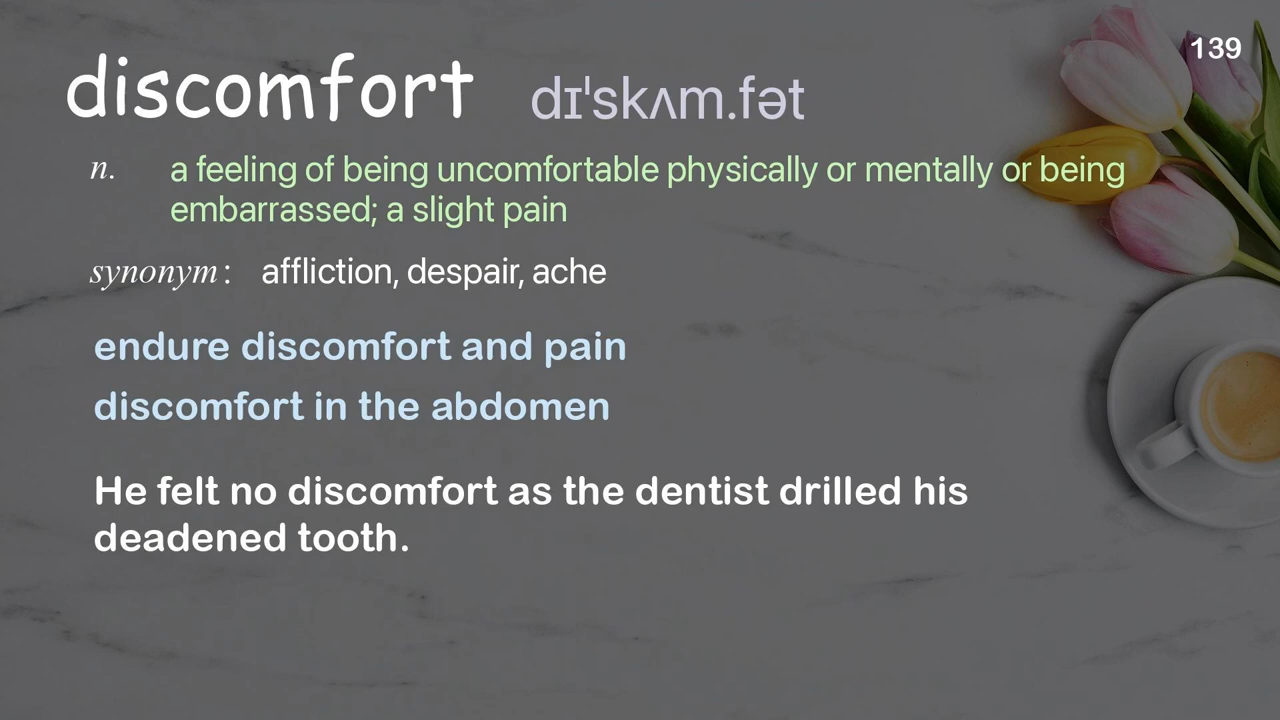 139
discomfort dɪˈskʌm.fət
n. a feeling of being uncomfortable physically or mentally or being
embarrassed; a slight pain
synonym: affliction, despair, ache
endure discomfort and pain
discomfort in the abdomen
He felt no discomfort as the dentist drilled his
deadened tooth.